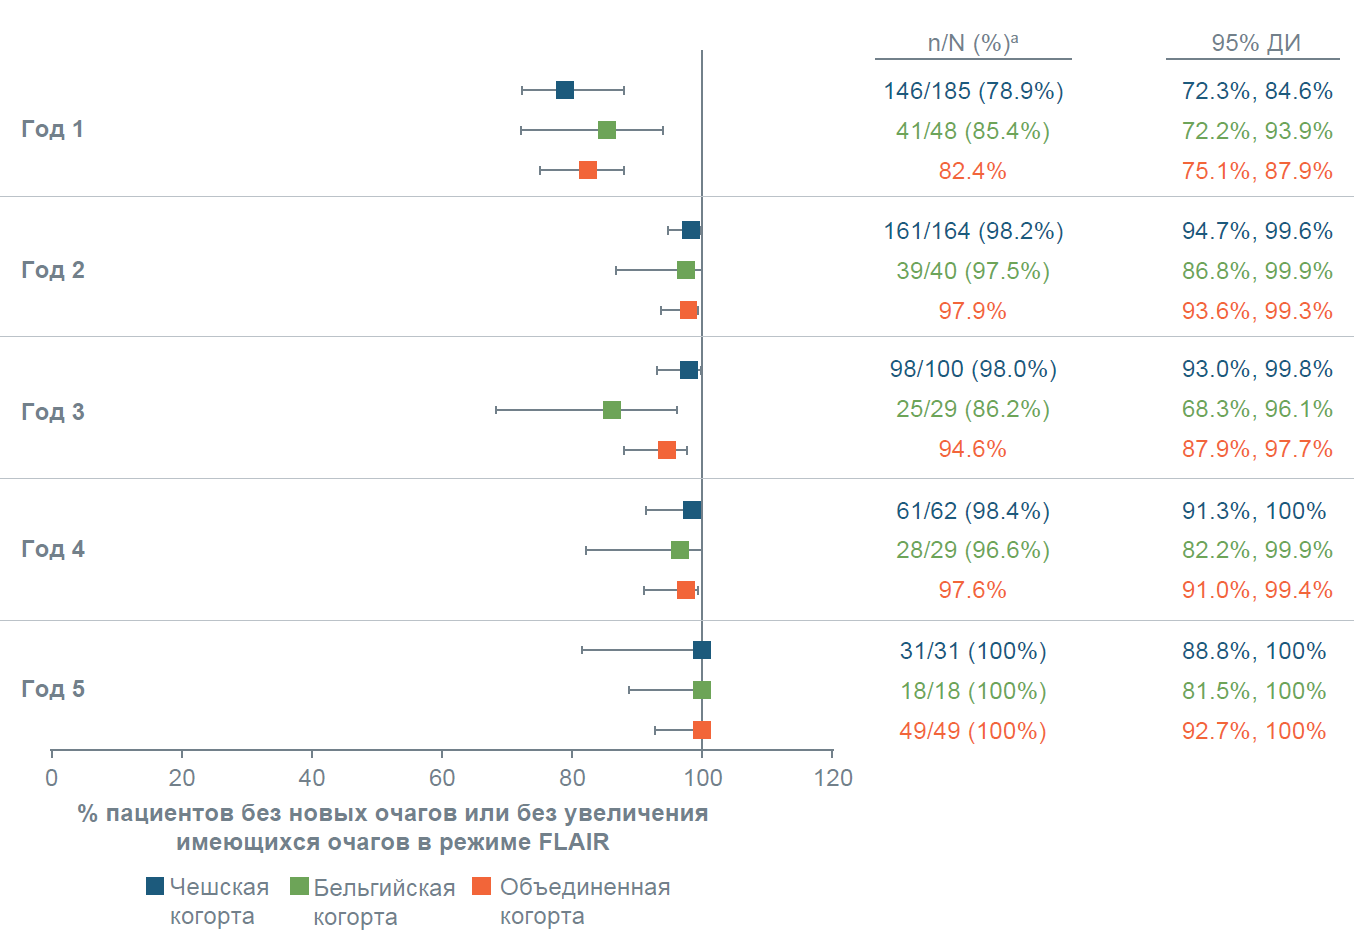 n/N (%)ᵃ 95% ДИ
Год 1
146/185 (78.9%) 72.3%, 84.6%
41/48 (85.4%) 72.2%, 93.9%
82.4% 75.1%, 87.9%
Год 2
161/164 (98.2%) 94.7%, 99.6%
39/40 (97.5%) 86.8%, 99.9%
97.9% 93.6%, 99.3%
Год 3
98/100 (98.0%) 93.0%, 99.8%
25/29 (86.2%) 68.3%, 96.1%
94.6% 87.9%, 97.7%
Год 4
61/62 (98.4%) 91.3%, 100%
28/29 (96.6%) 82.2%, 99.9%
97.6% 91.0%, 99.4%
Год 5
31/31 (100%) 88.8%, 100%
18/18 (100%) 81.5%, 100%
49/49 (100%) 92.7%, 100%
0 20 40 60 80 100 120
% пациентов без новых очагов или без увеличения
имеющихся очагов в режиме FLAIR
Чешская
когорта
Бельгийская
когорта
Объединенная
когорта